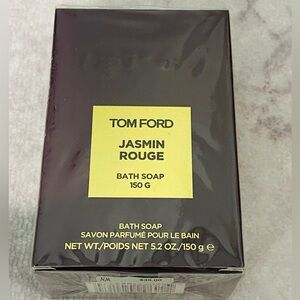 TOM FORD
JASMIN
ROUGE
BATH SOAP
150 G
BATH SOAP
SAVON PARFUMÉ POUR LE BAIN
NET WT./POIDS NET 5.2 OZ./150 g ℮
NM